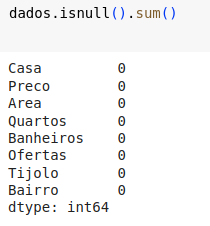 dados.isnull().sum()
Casa 0
Preco 0
Area 0
Quartos 0
Banheiros 0
Ofertas 0
Tijolo 0
Bairro 0
dtype: int64